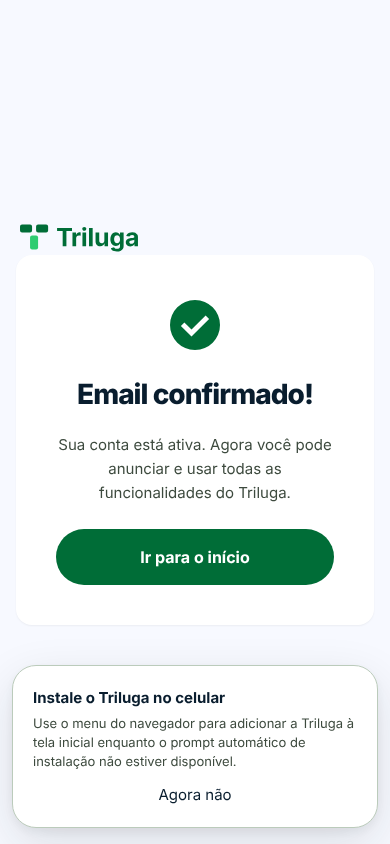 Triluga
Email confirmado!
Sua conta está ativa. Agora você pode
anunciar e usar todas as
funcionalidades do Triluga.
Ir para o início
Instale o Triluga no celular
Use o menu do navegador para adicionar a Triluga à
tela inicial enquanto o prompt automático de
instalação não estiver disponível.
Agora não